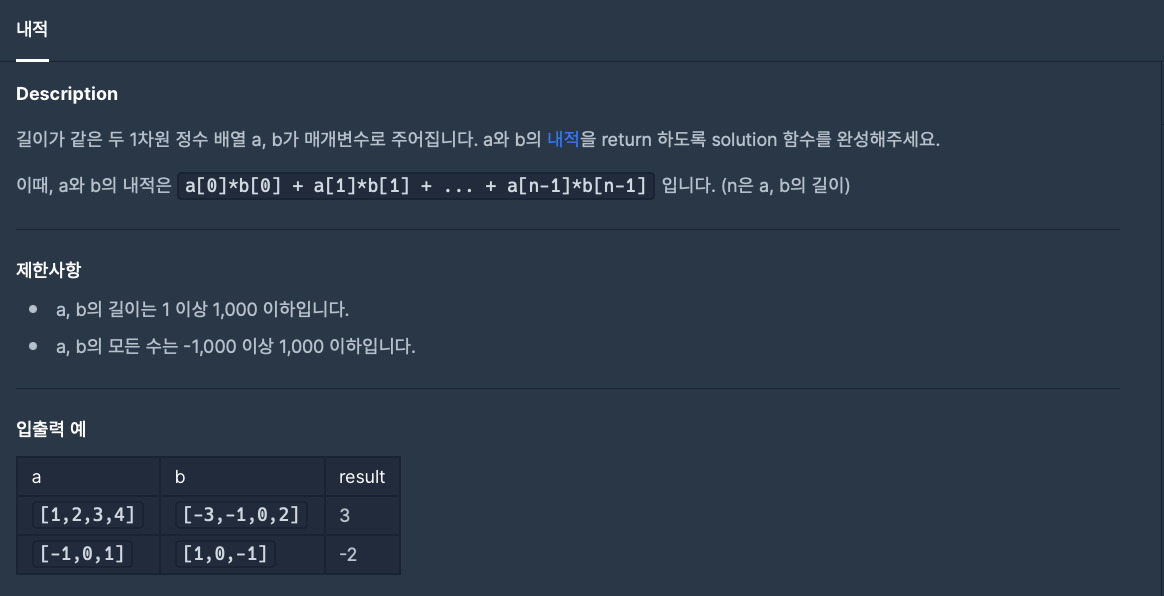 내적
Description
길이가 같은 두 1차원 정수 배열 a, b가 매개변수로 주어집니다. a와 b의 내적을 return 하도록 solution 함수를 완성해주세요.
이때, a와 b의 내적은 a[0]*b[0] + a[1]*b[1] + ... + a[n-1]*b[n-1] 입니다. (n은 a, b의 길이)
제한사항
• a, b의 길이는 1 이상 1,000 이하입니다.
• a, b의 모든 수는 -1,000 이상 1,000 이하입니다.
입출력 예
a b result
[1,2,3,4] [-3,-1,0,2] 3
[-1,0,1] [1,0,-1] -2